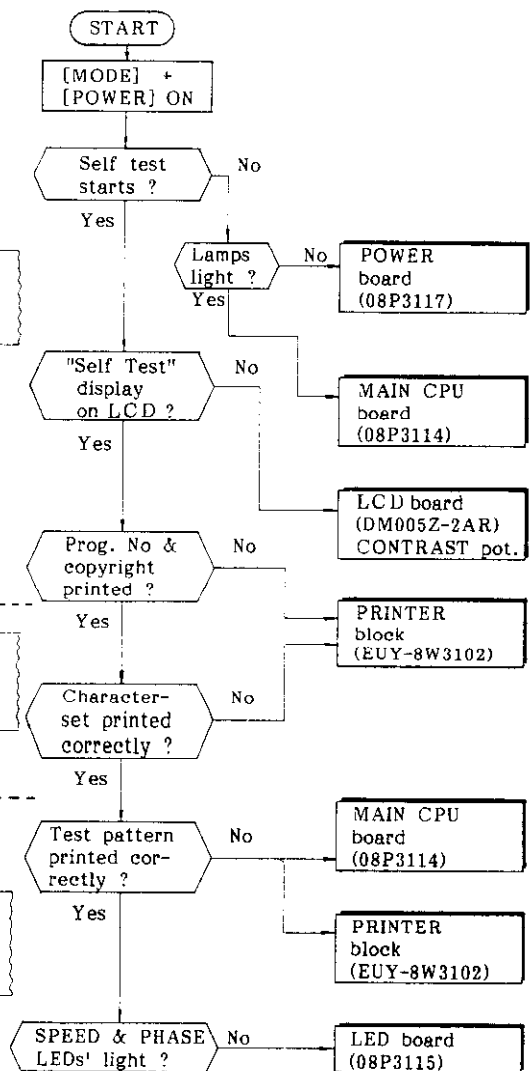 START
[MODE] +
[POWER] ON
Self test
starts ?
No
Yes
Lamps
light ?
No
Yes
POWER
board
(08P3117)
"Self Test"
display
on LCD ?
No
Yes
MAIN CPU
board
(08P3114)
LCD board
(DM005Z-2AR)
CONTRAST pot.
Prog. No &
copyright
printed ?
No
Yes
PRINTER
block
(EUY-8W3102)
Character-
set printed
correctly ?
No
Yes
Test pattern
printed cor-
rectly ?
No
Yes
MAIN CPU
board
(08P3114)
PRINTER
block
(EUY-8W3102)
SPEED & PHASE
LEDs' light ?
No
LED board
(08P3115)